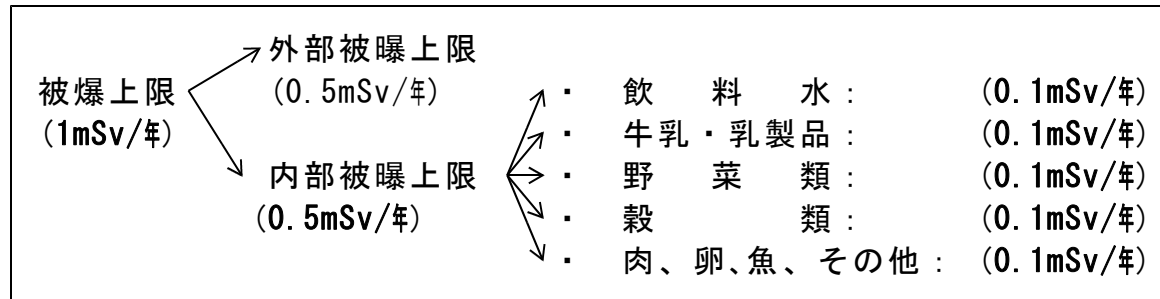 外部被曝上限
被爆上限 (0.5mSv/年) ・ 飲料水: (0.1mSv/年)
(1mSv/年) ・ 牛乳・乳製品: (0.1mSv/年)
内部被曝上限 ・ 野菜類: (0.1mSv/年)
(0.5mSv/年) ・ 穀類: (0.1mSv/年)
・ 肉、卵、魚、その他: (0.1mSv/年)